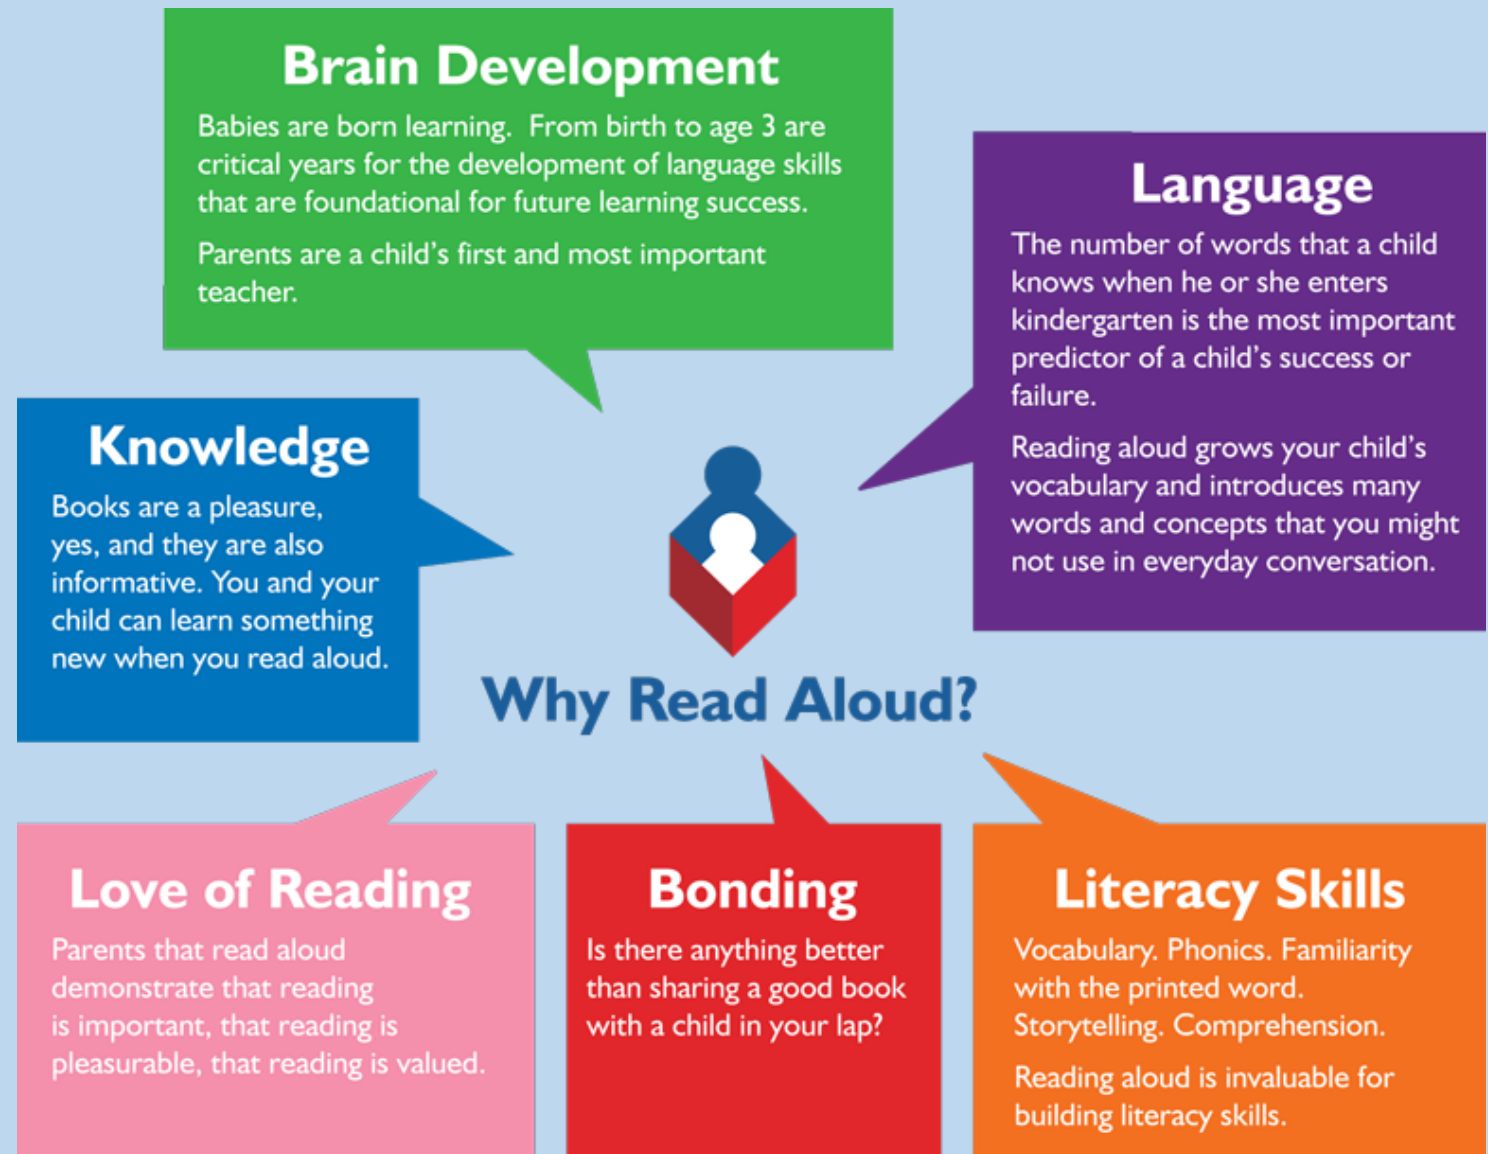 Brain Development
Babies are born learning.  From birth to age 3 are
critical years for the development of language skills
that are foundational for future learning success.
Parents are a child's first and most important
teacher.
Language
The number of words that a child
knows when he or she enters
kindergarten is the most important
predictor of a child's success or
failure.
Reading aloud grows your child's
vocabulary and introduces many
words and concepts that you might
not use in everyday conversation.
Knowledge
Books are a pleasure,
yes, and they are also
informative. You and your
child can learn something
new when you read aloud.
Why Read Aloud?
Love of Reading
Parents that read aloud
demonstrate that reading
is important, that reading is
pleasurable, that reading is valued.
Bonding
Is there anything better
than sharing a good book
with a child in your lap?
Literacy Skills
Vocabulary. Phonics. Familiarity
with the printed word.
Storytelling. Comprehension.
Reading aloud is invaluable for
building literacy skills.